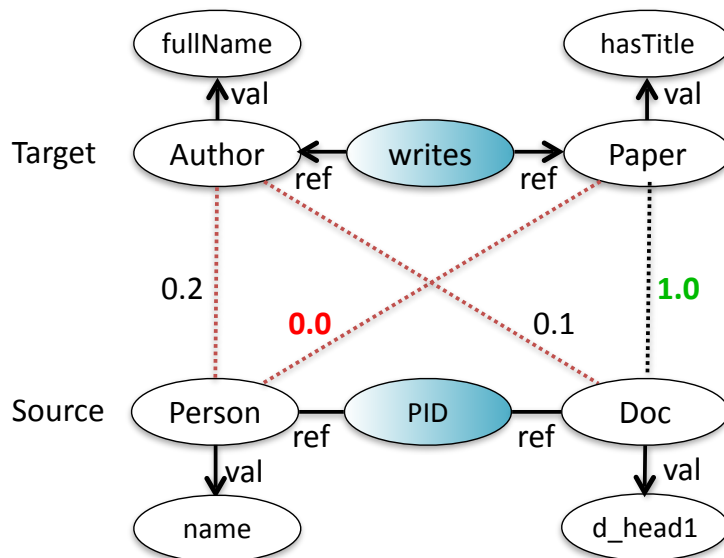 fullName
hasTitle
val
val
Target
Author
writes
Paper
ref
ref
0.2
0.0
0.1
1.0
Source
Person
PID
Doc
ref
ref
val
val
name
d_head1